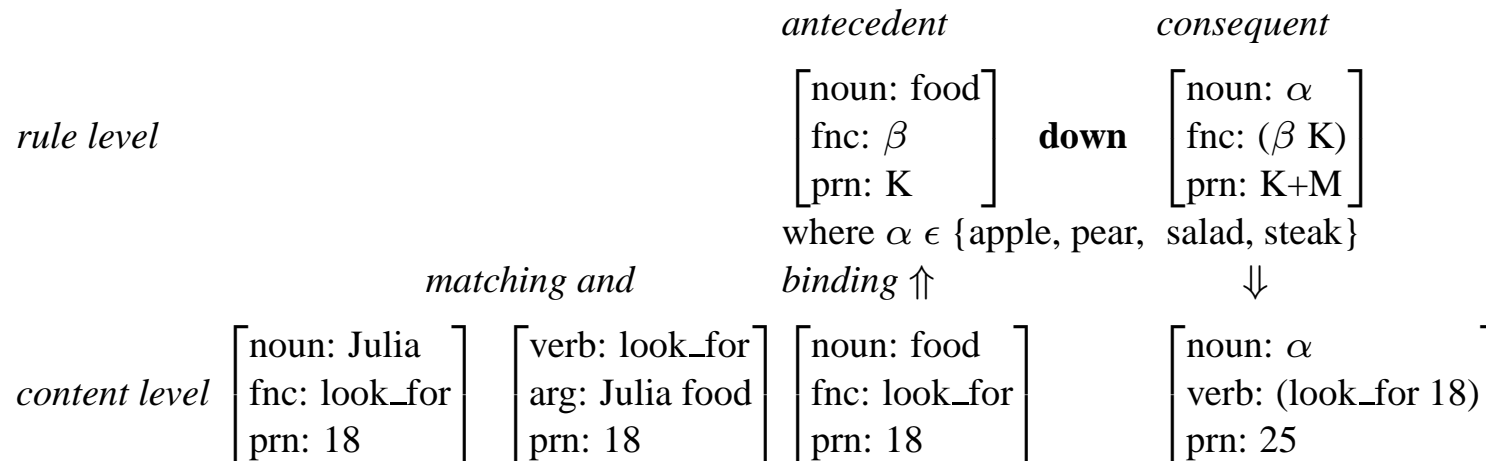 antecedent consequent
[noun: food] [noun: α]
rule level [fnc: β] down [fnc: (β K)]
[prn: K] [prn: K+M]
where α ϵ {apple, pear, salad, steak}
matching and binding ⇑ ⇓
[noun: Julia] [verb: look_for] [noun: food] [noun: α]
content level [fnc: look_for] [arg: Julia food] [fnc: look_for] [verb: (look_for 18)]
[prn: 18] [prn: 18] [prn: 18] [prn: 25]